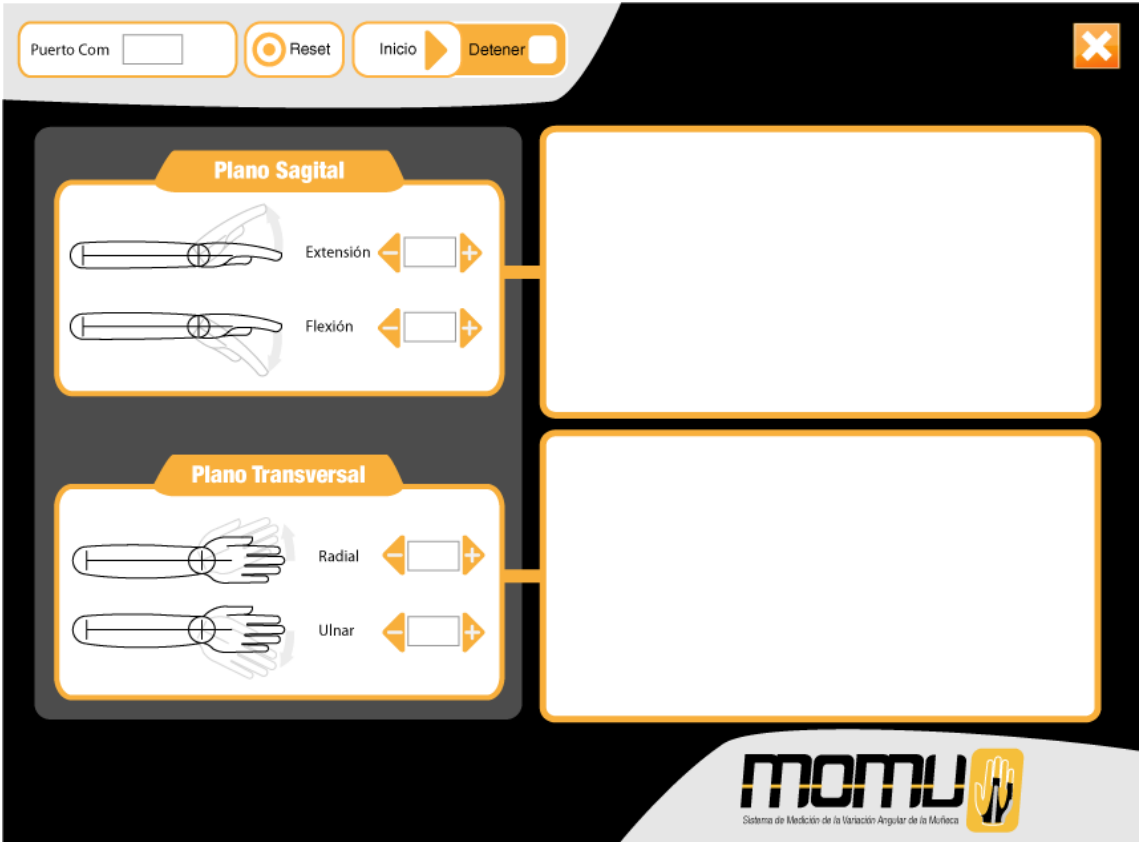 Puerto Com
Reset
Inicio
Detener
Plano Sagital
Extensión
Flexión
Plano Transversal
Radial
Ulnar
momu
Sistema de Medición de la Variación Angular de la Muñeca